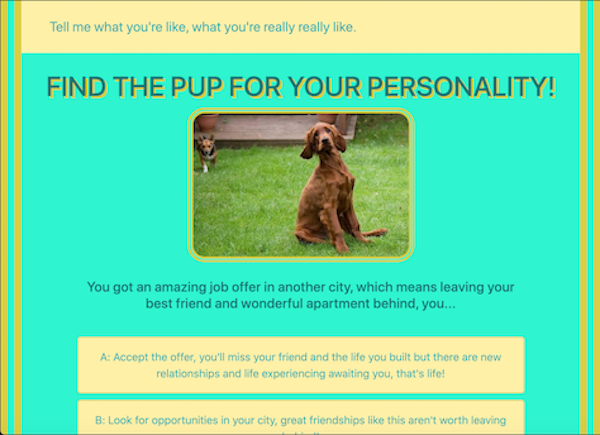 Tell me what you're like, what you're really really like.
FIND THE PUP FOR YOUR PERSONALITY!
You got an amazing job offer in another city, which means leaving your
best friend and wonderful apartment behind, you...
A: Accept the offer, you'll miss your friend and the life you built but there are new
relationships and life experiencing awaiting you, that's life!
B: Look for opportunities in your city, great friendships like this aren't worth leaving